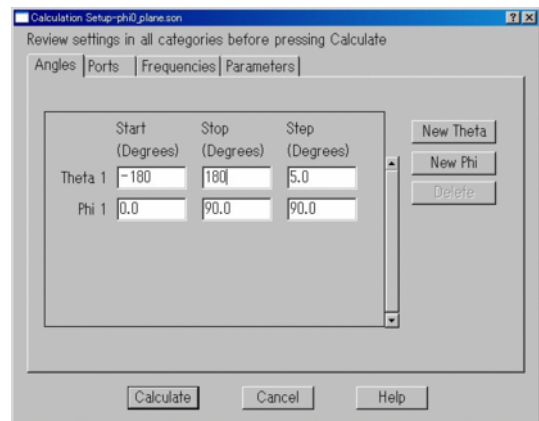 Calculation Setup-phi0_plane.son
Review settings in all categories before pressing Calculate
Angles Ports Frequencies Parameters
Start Stop Step
(Degrees) (Degrees) (Degrees)
Theta 1 -180 180 5.0
Phi 1 0.0 90.0 90.0
New Theta
New Phi
Delete
Calculate Cancel Help